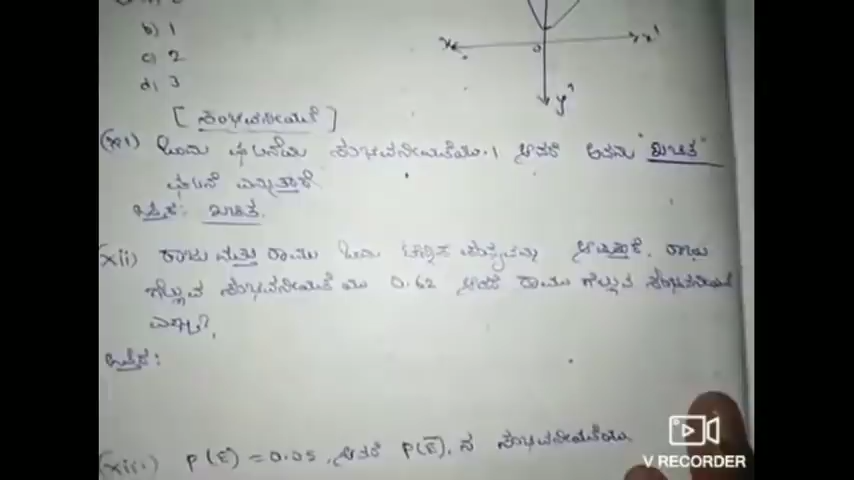 b) 1
x x'
o
c) 2
d) 3
y'
[ ಸಂಭವನೀಯತೆ ]
(xi) ಒಂದು ಘಟನೆಯ ಸಂಭವನೀಯತೆಯು 1 ಆದರೆ ಅದನು "ಖಚಿತ"
ಘಟನೆ ಎನ್ನುತ್ತಾರೆ
ಉತ್ತರ: ಖಚಿತ.
(xii) ರಾಜು ಮತ್ತು ರಾಮು ಒಂದು ಟೆನ್ನಿಸ್ ಪಂದ್ಯವನ್ನು ಆಡುತ್ತಾರೆ. ರಾಜು
ಗೆಲ್ಲುವ ಸಂಭವನೀಯತೆಯು 0.62 ಆದರೆ ರಾಮು ಗೆಲ್ಲುವ ಸಂಭವನೀಯತೆ
ಎಷ್ಟು?
ಉತ್ತರ:
(xiii) P(E) = 0.05, ಆದರೆ P(E̅), ನ ಸಂಭವನೀಯತೆಯು
V RECORDER